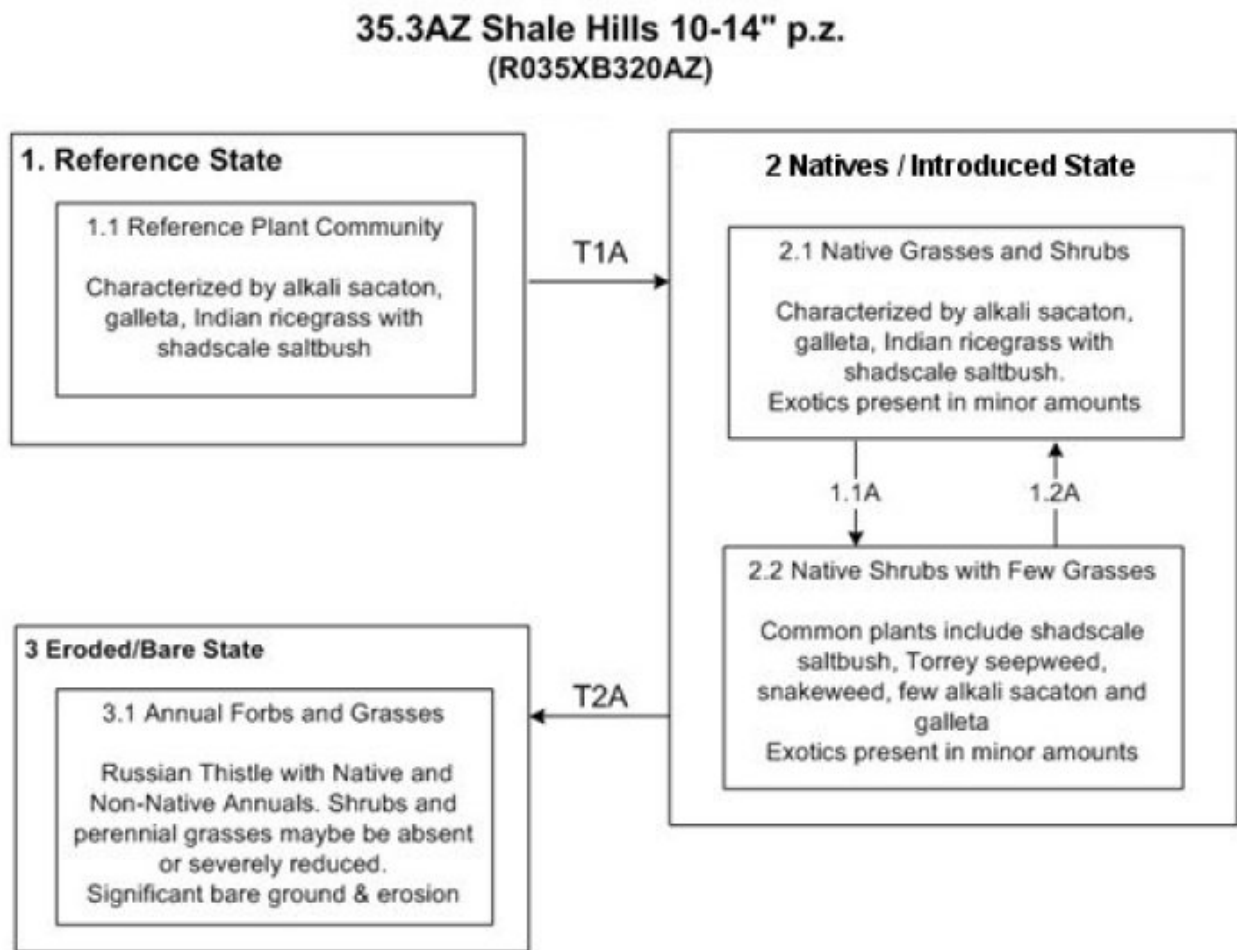 35.3AZ Shale Hills 10-14" p.z.
(R035XB320AZ)
1. Reference State
1.1 Reference Plant Community
Characterized by alkali sacaton,
galleta, Indian ricegrass with
shadscale saltbush
T1A
2 Natives / Introduced State
2.1 Native Grasses and Shrubs
Characterized by alkali sacaton,
galleta, Indian ricegrass with
shadscale saltbush.
Exotics present in minor amounts
1.1A
1.2A
2.2 Native Shrubs with Few Grasses
Common plants include shadscale
saltbush, Torrey seepweed,
snakeweed, few alkali sacaton and
galleta
Exotics present in minor amounts
T2A
3 Eroded/Bare State
3.1 Annual Forbs and Grasses
Russian Thistle with Native and
Non-Native Annuals. Shrubs and
perennial grasses maybe be absent
or severely reduced.
Significant bare ground & erosion